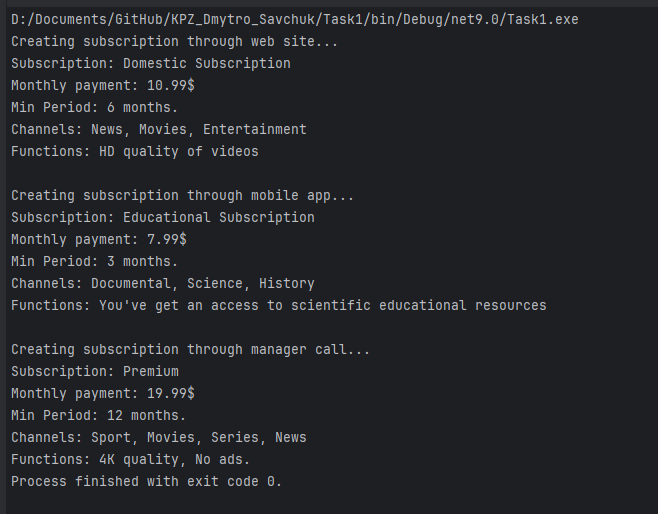 D:/Documents/GitHub/KPZ_Dmytro_Savchuk/Task1/bin/Debug/net9.0/Task1.exe
Creating subscription through web site...
Subscription: Domestic Subscription
Monthly payment: 10.99$
Min Period: 6 months.
Channels: News, Movies, Entertainment
Functions: HD quality of videos
Creating subscription through mobile app...
Subscription: Educational Subscription
Monthly payment: 7.99$
Min Period: 3 months.
Channels: Documental, Science, History
Functions: You've get an access to scientific educational resources
Creating subscription through manager call...
Subscription: Premium
Monthly payment: 19.99$
Min Period: 12 months.
Channels: Sport, Movies, Series, News
Functions: 4K quality, No ads.
Process finished with exit code 0.